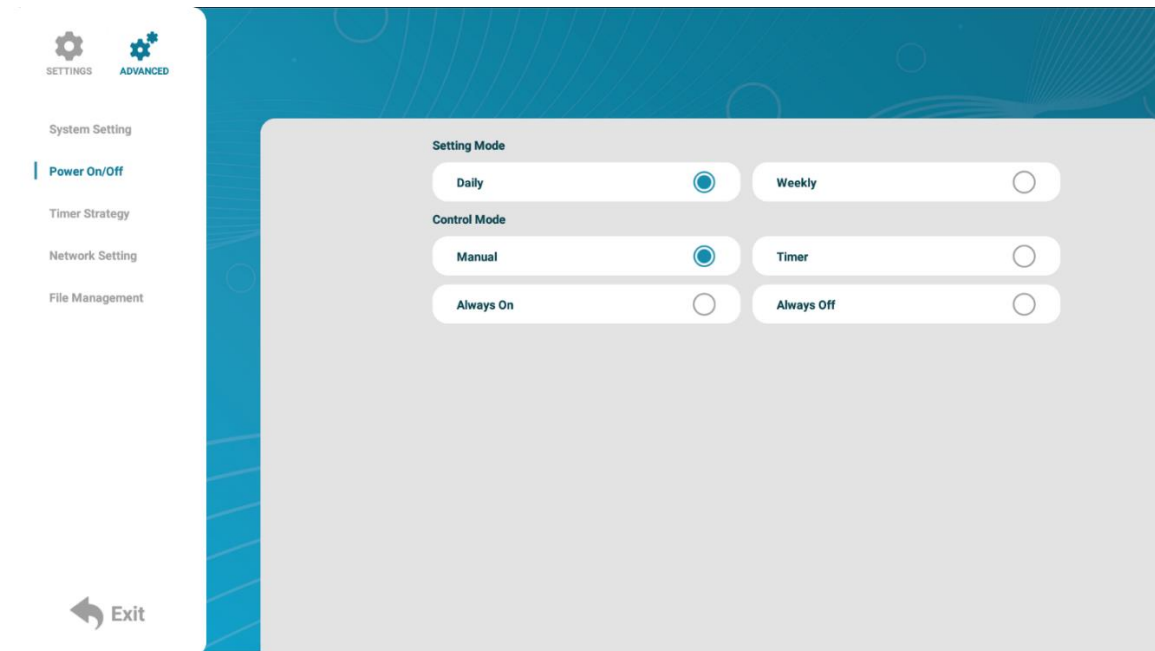 SETTINGS
ADVANCED
System Setting
Power On/Off
Timer Strategy
Network Setting
File Management
Exit
Setting Mode
Daily
Weekly
Control Mode
Manual
Timer
Always On
Always Off